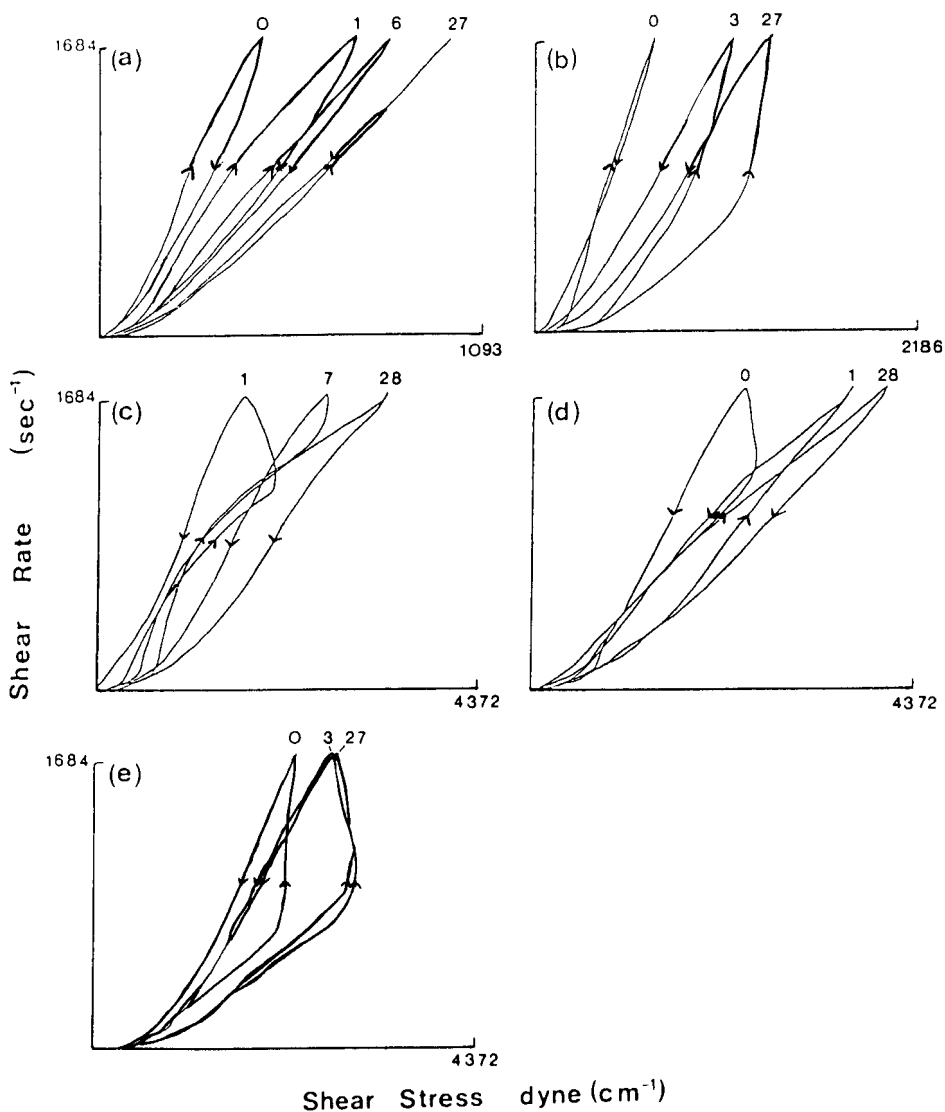 0 1 6 27
1684
(a)
1093
0 3 27
(b)
2186
1 7 28
1684
(c)
4372
0 1 28
(d)
4372
0 3 27
1684
(e)
4372
Shear Rate (sec⁻¹)
Shear Stress dyne (cm⁻¹)